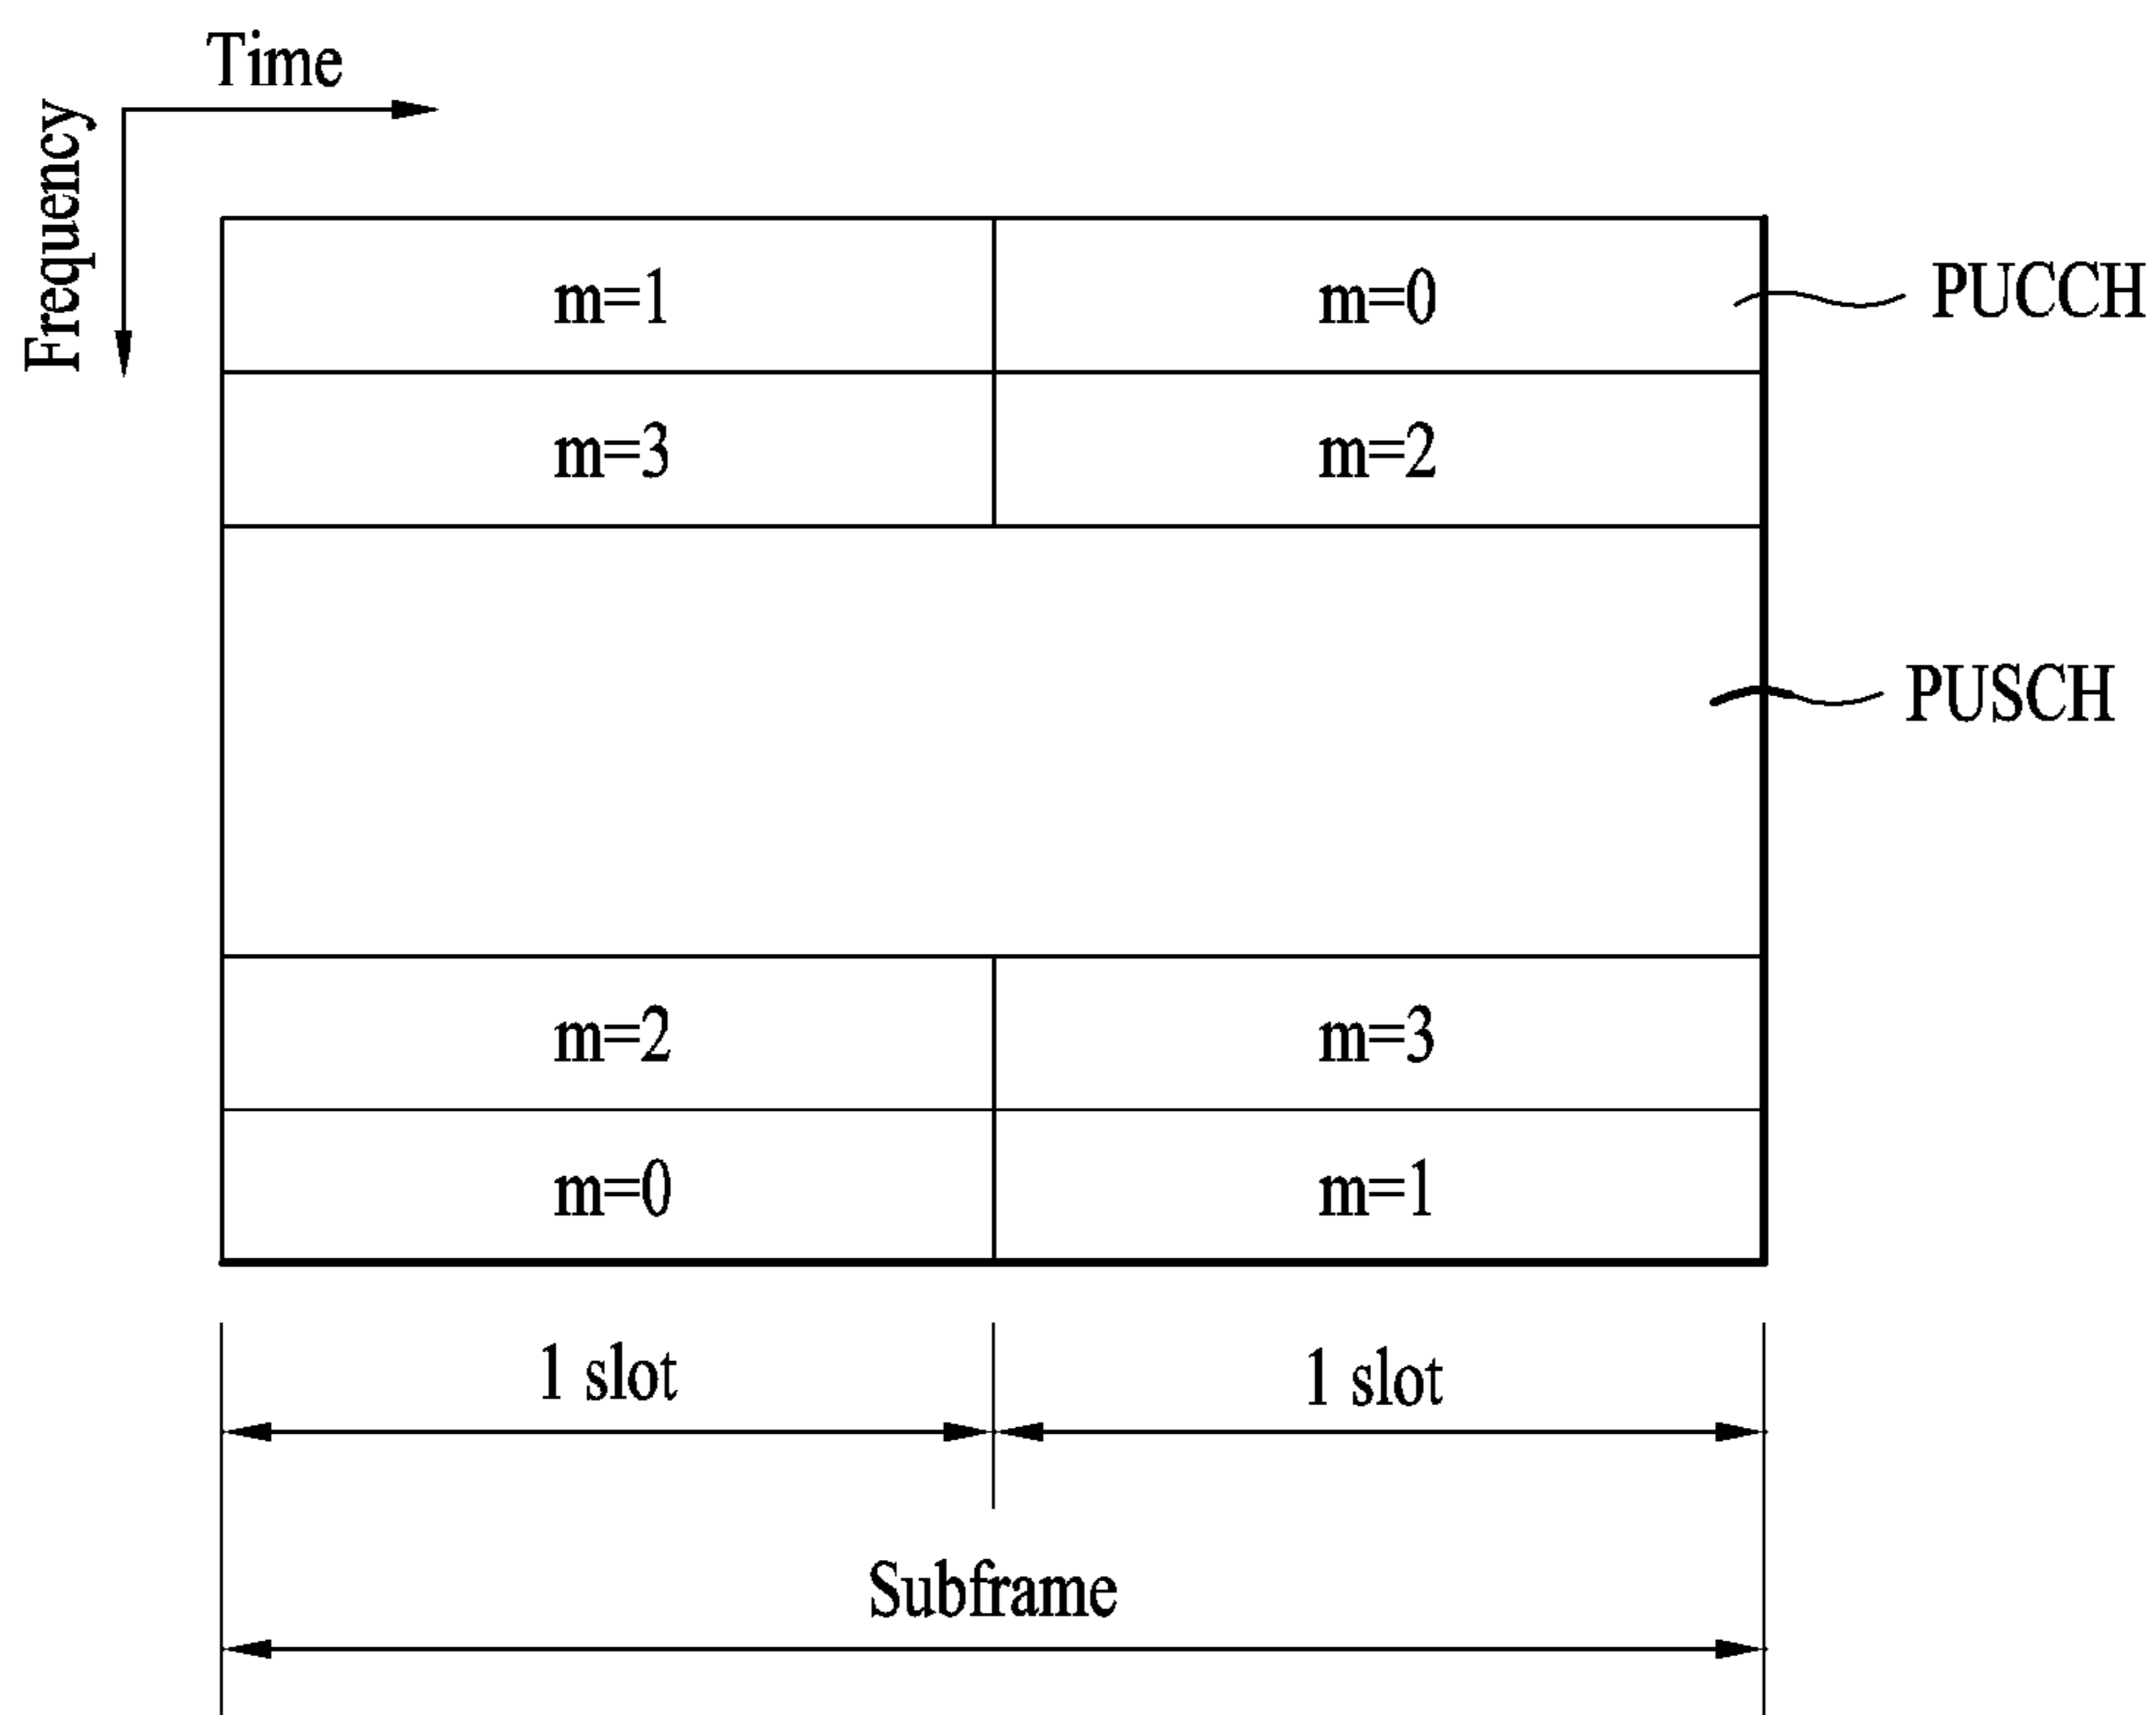 Time
Frequency
m=1 m=0 PUCCH
m=3 m=2
PUSCH
m=2 m=3
m=0 m=1
1 slot 1 slot
Subframe